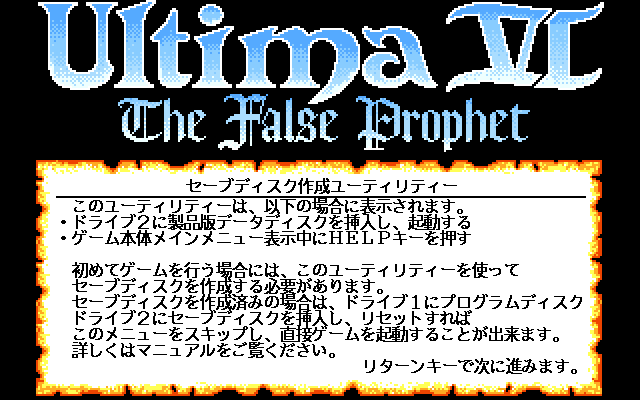 Ultima VI
The False Prophet
セーブディスク作成ユーティリティー
このユーティリティーは、以下の場合に表示されます。
・ドライブ2に製品版データディスクを挿入し、起動する
・ゲーム本体メインメニュー表示中にHELPキーを押す
初めてゲームを行う場合には、このユーティリティーを使って
セーブディスクを作成する必要があります。
セーブディスクを作成済みの場合は、ドライブ1にプログラムディスク
ドライブ2にセーブディスクを挿入し、リセットすれば
このメニューをスキップし、直接ゲームを起動することが出来ます。
詳しくはマニュアルをご覧ください。
リターンキーで次に進みます。